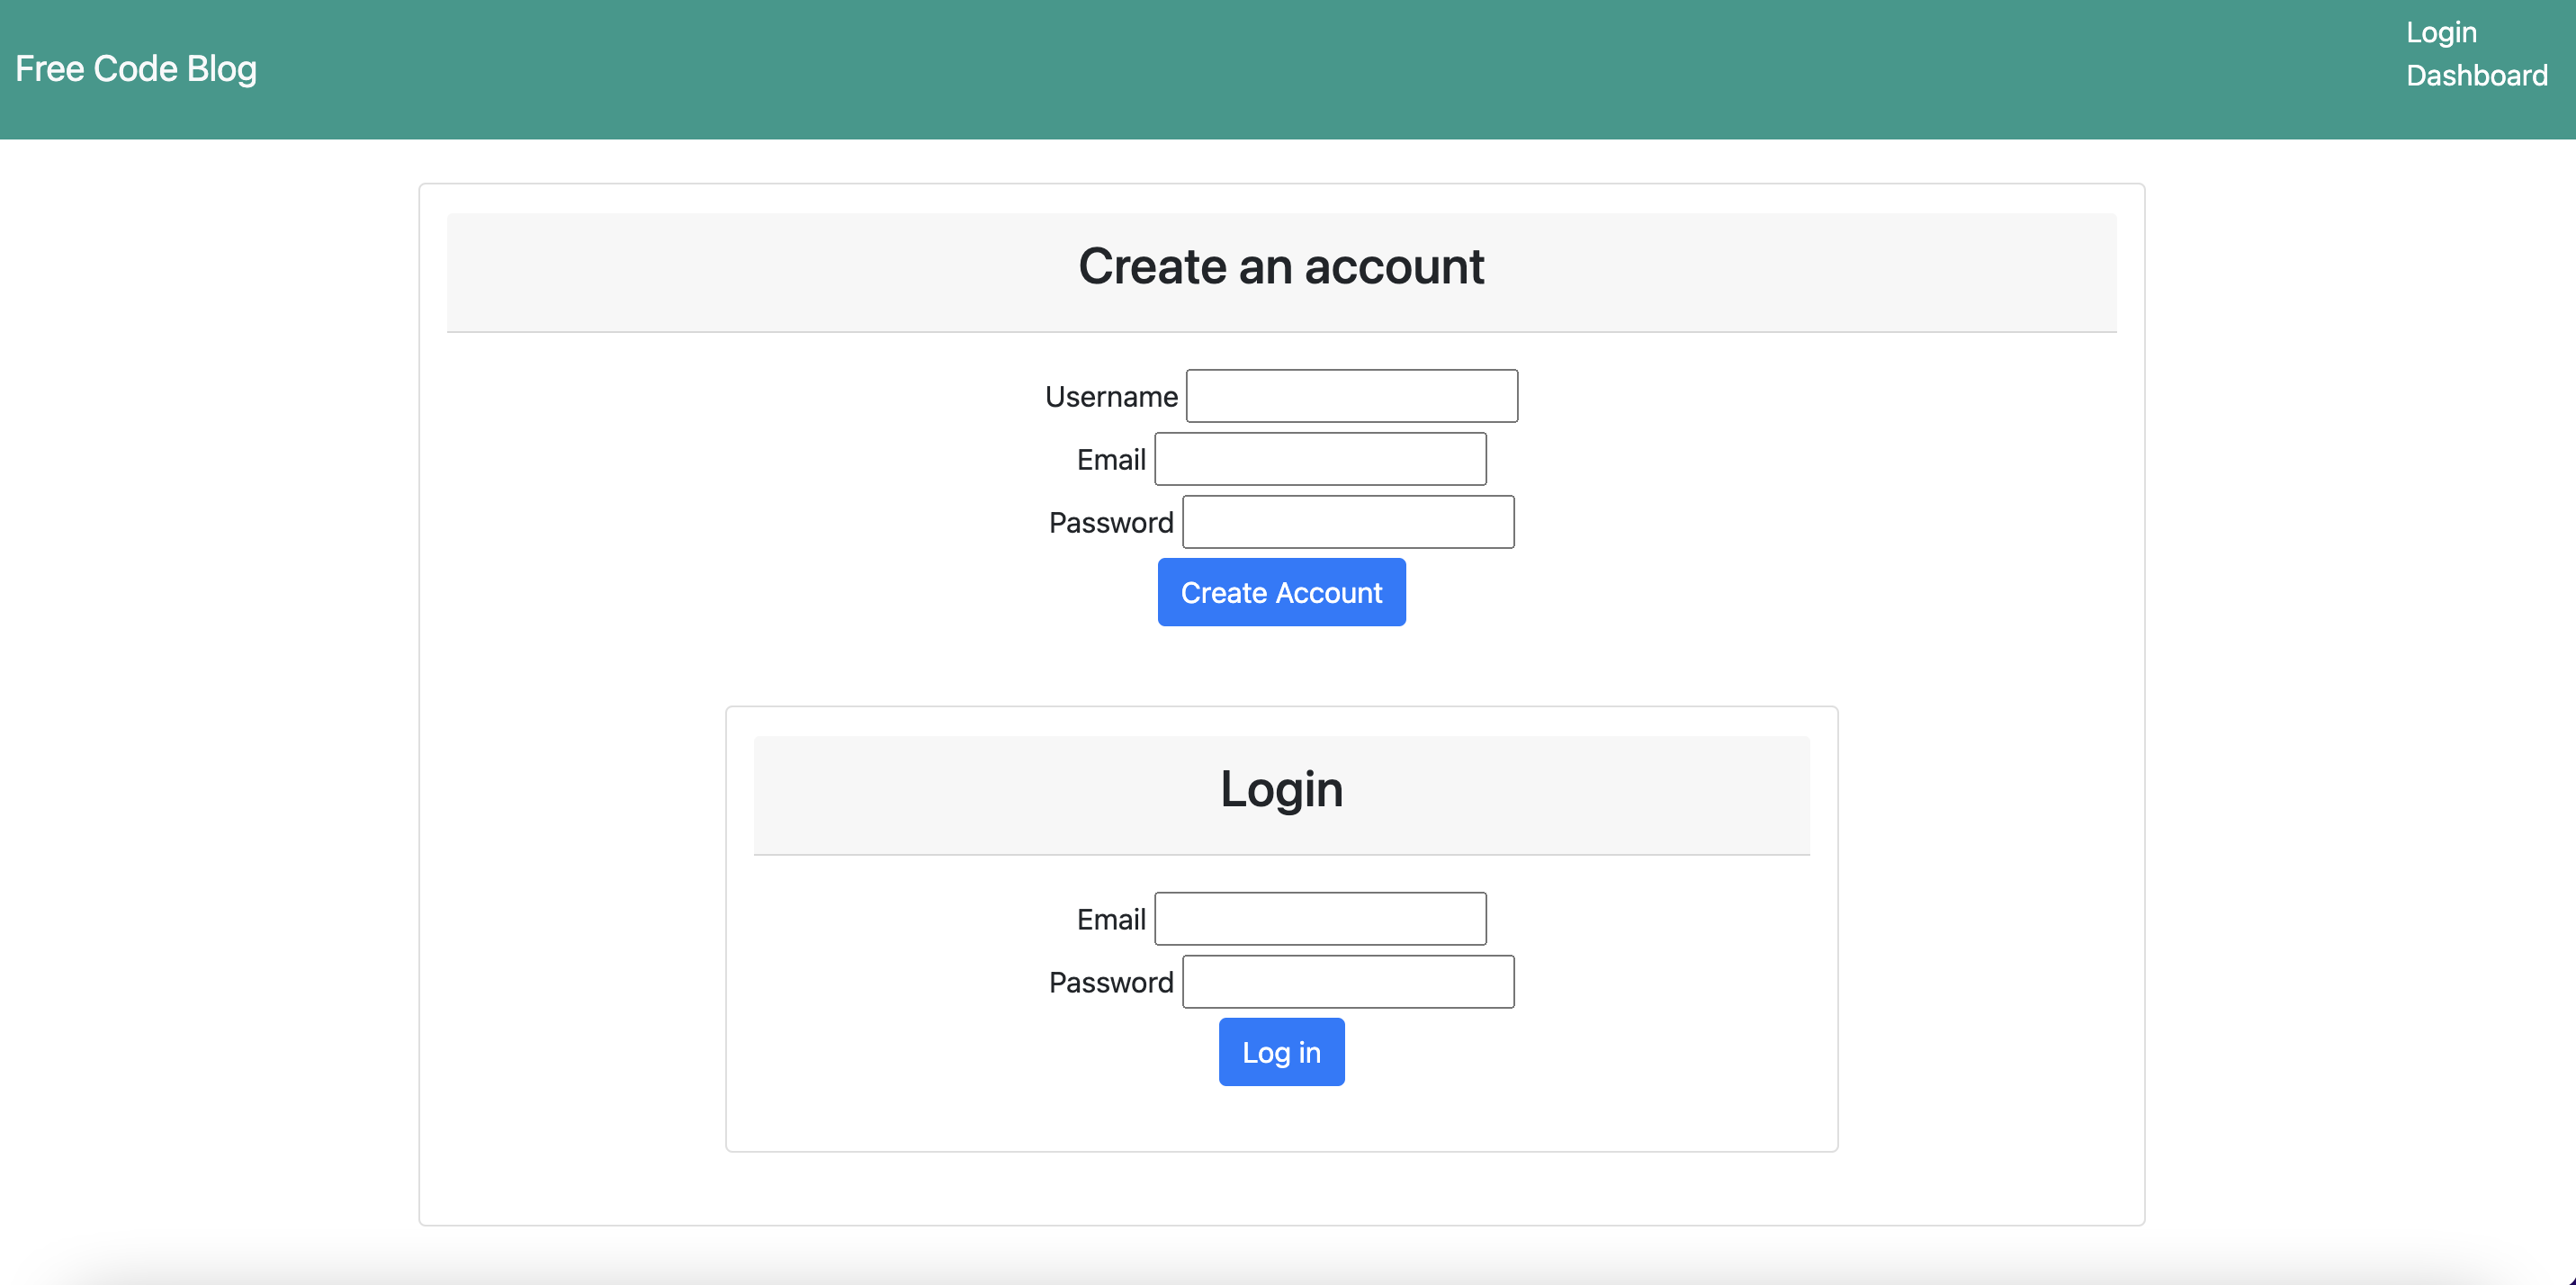 Free Code Blog
Login
Dashboard
Create an account
Username
Email
Password
Create Account
Login
Email
Password
Log in